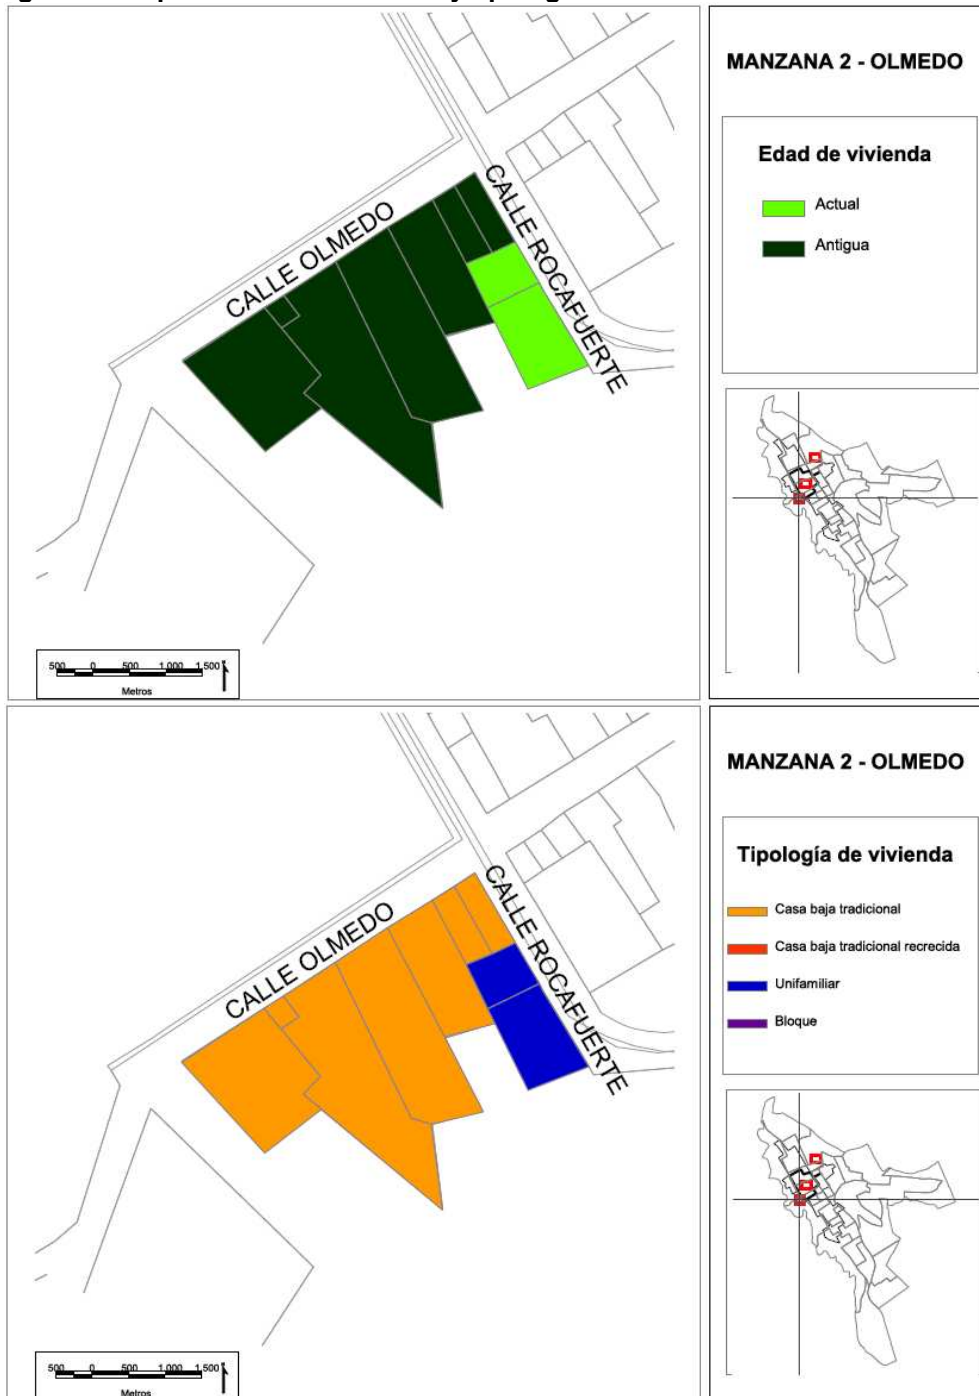 MANZANA 2 - OLMEDO
Edad de vivienda
Actual
Antigua
CALLE OLMEDO
CALLE ROCAFUERTE
500 0 500 1.000 1.500
Metros
MANZANA 2 - OLMEDO
Tipología de vivienda
Casa baja tradicional
Casa baja tradicional recrecida
Unifamiliar
Bloque
CALLE OLMEDO
CALLE ROCAFUERTE
500 0 500 1.000 1.500
Metros